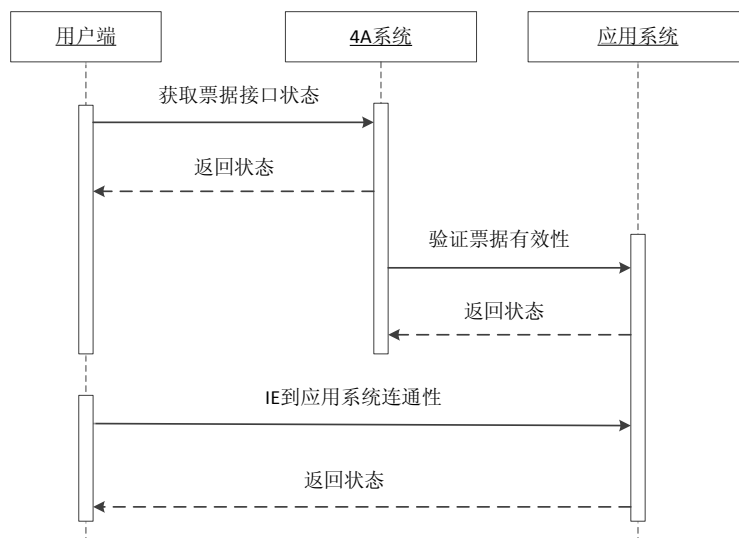 用户端
4A系统
应用系统
获取票据接口状态
返回状态
验证票据有效性
返回状态
IE到应用系统连通性
返回状态